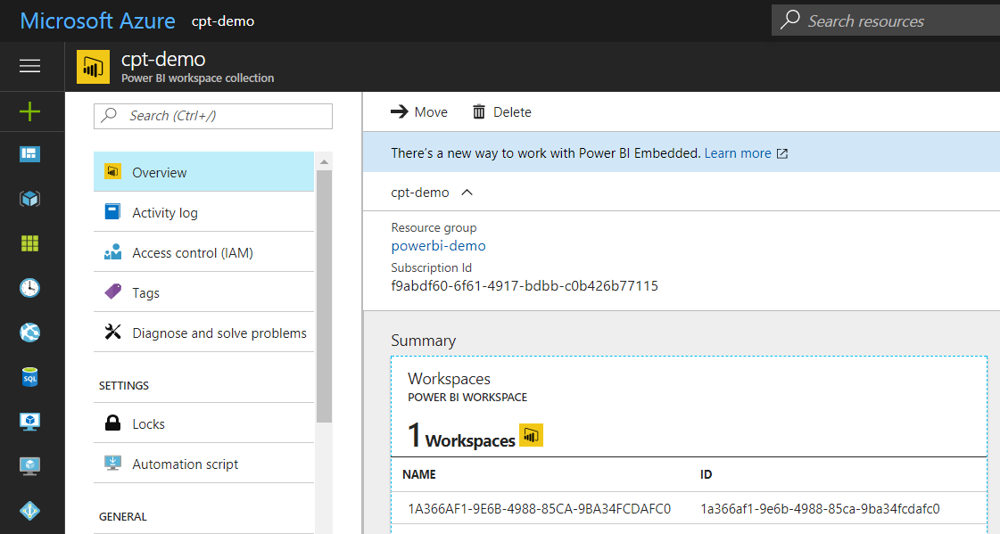 Microsoft Azure cpt-demo
Search resources
cpt-demo
Power BI workspace collection
Search (Ctrl+/)
Overview
Activity log
Access control (IAM)
Tags
Diagnose and solve problems
SETTINGS
Locks
Automation script
GENERAL
Move Delete
There's a new way to work with Power BI Embedded. Learn more
cpt-demo
Resource group
powerbi-demo
Subscription Id
f9abdf60-6f61-4917-bdbb-c0b426b77115
Summary
Workspaces
POWER BI WORKSPACE
1 Workspaces
NAME ID
1A366AF1-9E6B-4988-85CA-9BA34FCDAFC0 1a366af1-9e6b-4988-85ca-9ba34fcdafc0
SQL